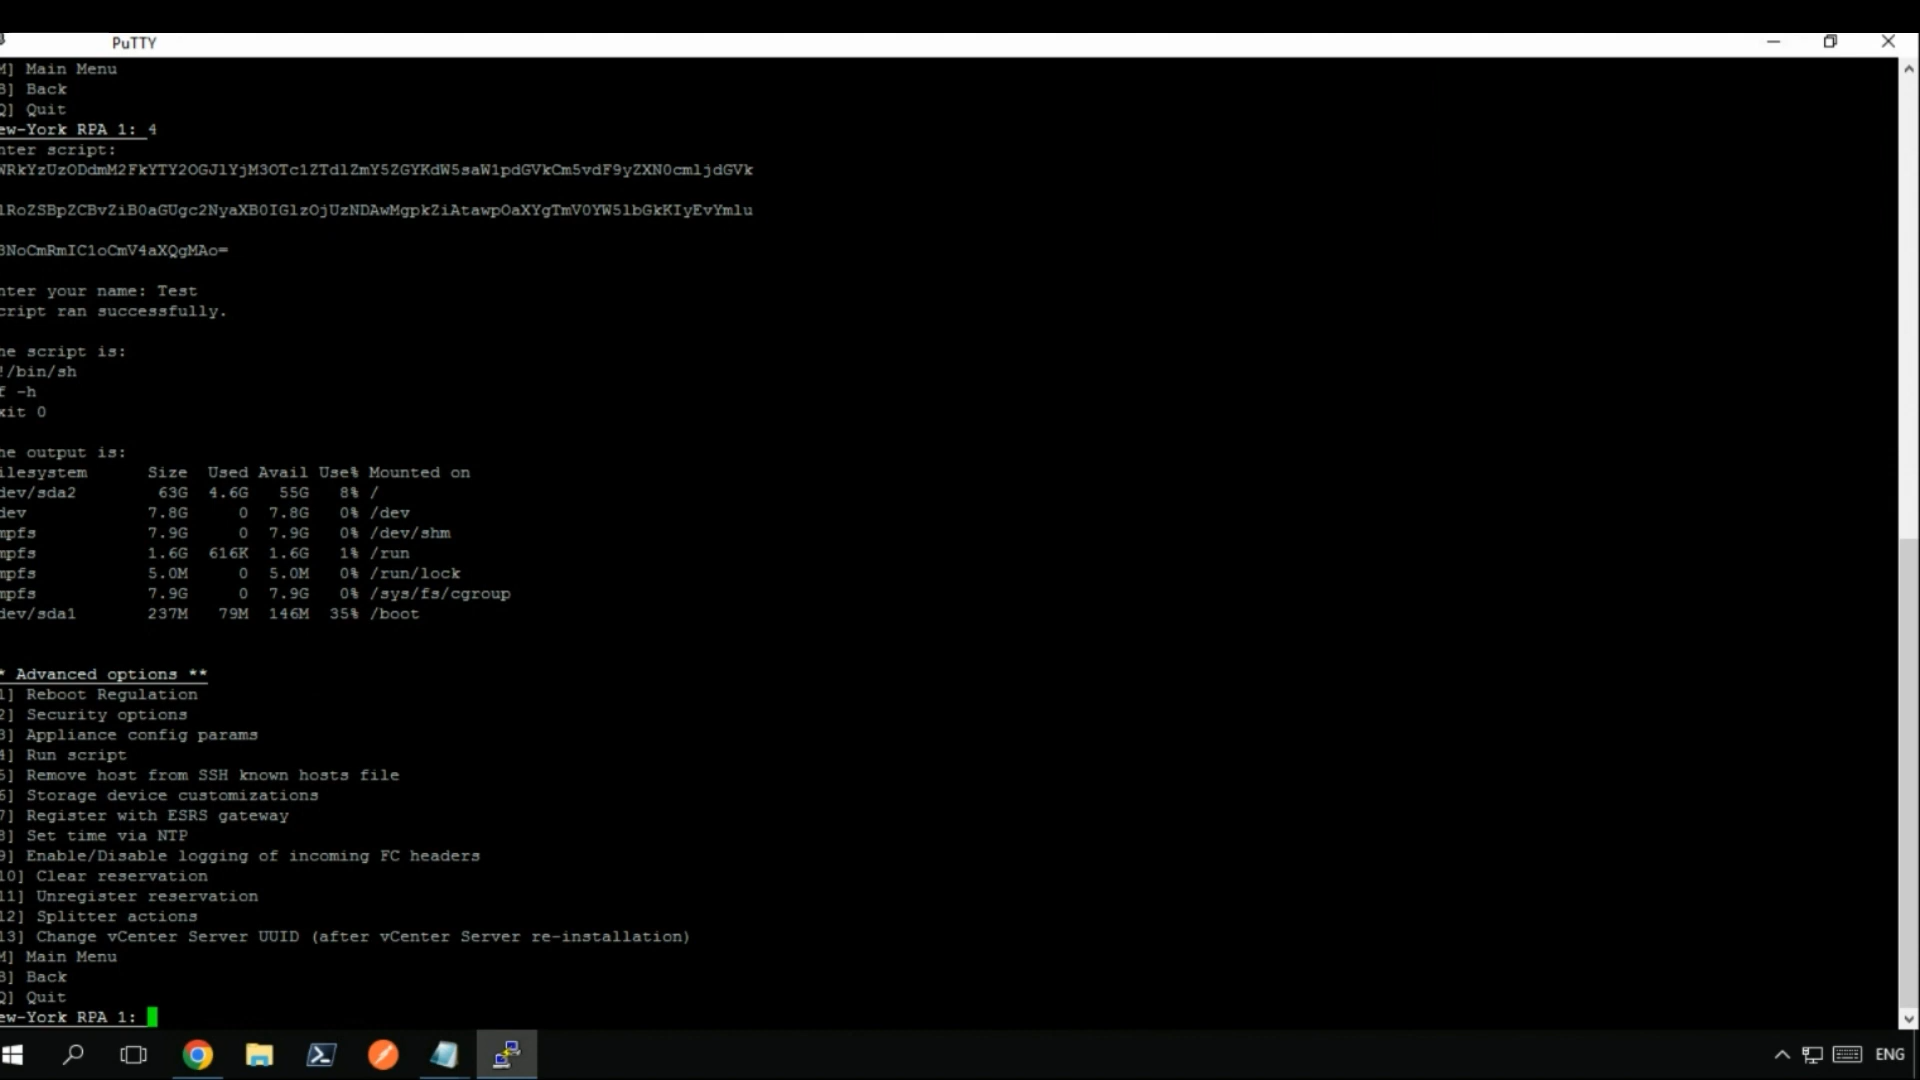 PuTTY
M] Main Menu
B] Back
Q] Quit
ew-York RPA 1: 4
nter script:
WRkYzUzODdmM2FkYTY2OGJlYjM3OTc1ZTdlZmY5ZGYKdW5saW1pdGVkCm5vdF9yZXN0cmljdGVk
lRoZSBpZCBvZiB0aGUgc2NyaXB0IGlzOjUzNDAwMgpkZiAtawpOaXYgTmV0YW5lbGkKIyEvYmlu
3NoCmRmIC1oCmV4aXQgMAo=
nter your name: Test
cript ran successfully.
he script is:
!/bin/sh
f -h
xit 0
he output is:
ilesystem Size Used Avail Use% Mounted on
dev/sda2 63G 4.6G 55G 8% /
dev 7.8G 0 7.8G 0% /dev
mpfs 7.9G 0 7.9G 0% /dev/shm
mpfs 1.6G 616K 1.6G 1% /run
mpfs 5.0M 0 5.0M 0% /run/lock
mpfs 7.9G 0 7.9G 0% /sys/fs/cgroup
dev/sda1 237M 79M 146M 35% /boot
* Advanced options **
1] Reboot Regulation
2] Security options
3] Appliance config params
4] Run script
5] Remove host from SSH known hosts file
6] Storage device customizations
7] Register with ESRS gateway
8] Set time via NTP
9] Enable/Disable logging of incoming FC headers
10] Clear reservation
11] Unregister reservation
12] Splitter actions
13] Change vCenter Server UUID (after vCenter Server re-installation)
M] Main Menu
B] Back
Q] Quit
ew-York RPA 1:
ENG